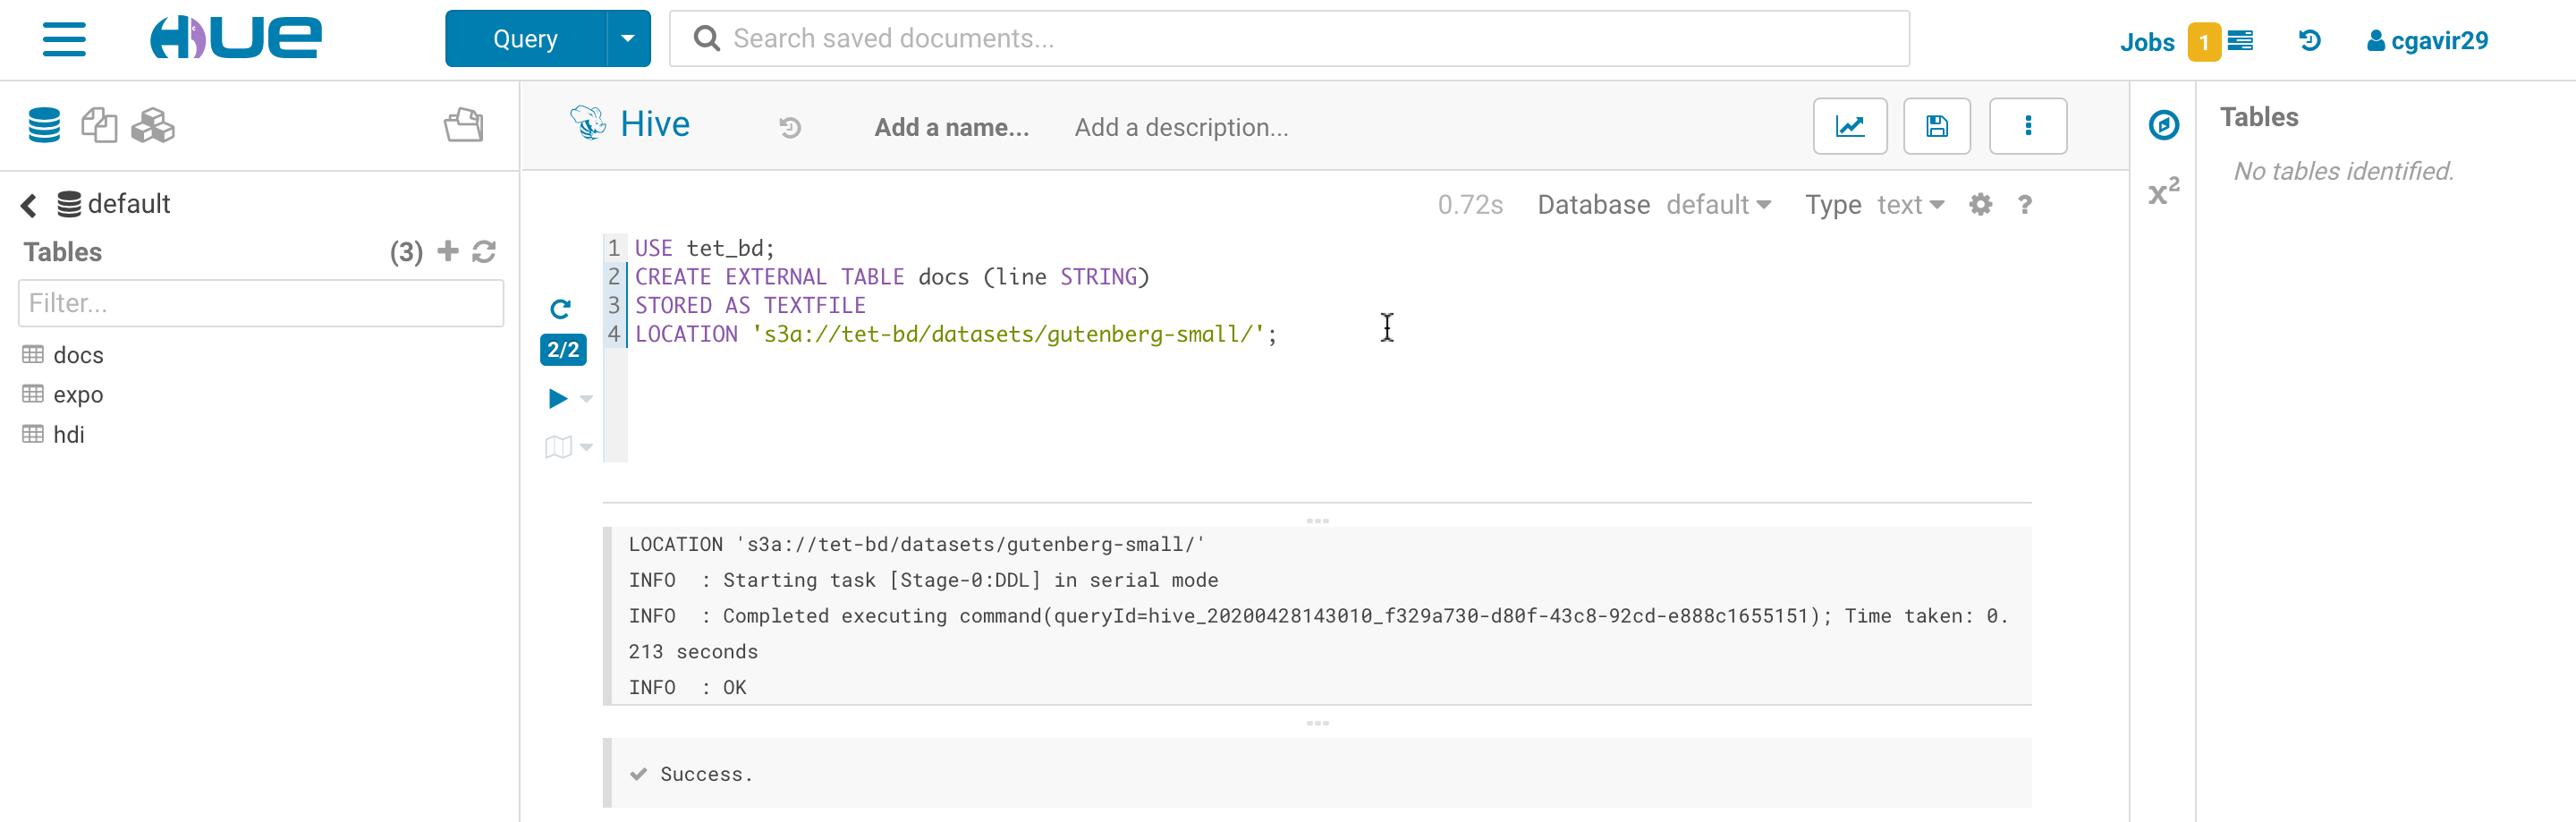 HUE
Query
Search saved documents...
Jobs 1
cgavir29
default
Tables (3)
Filter...
docs
expo
hdi
Hive
Add a name...
Add a description...
0.72s Database default Type text ?
1 USE tet_bd;
2 CREATE EXTERNAL TABLE docs (line STRING)
3 STORED AS TEXTFILE
4 LOCATION 's3a://tet-bd/datasets/gutenberg-small/';
2/2
LOCATION 's3a://tet-bd/datasets/gutenberg-small/'
INFO  : Starting task [Stage-0:DDL] in serial mode
INFO  : Completed executing command(queryId=hive_20200428143010_f329a730-d80f-43c8-92cd-e888c1655151); Time taken: 0.
213 seconds
INFO  : OK
Success.
x²
Tables
No tables identified.